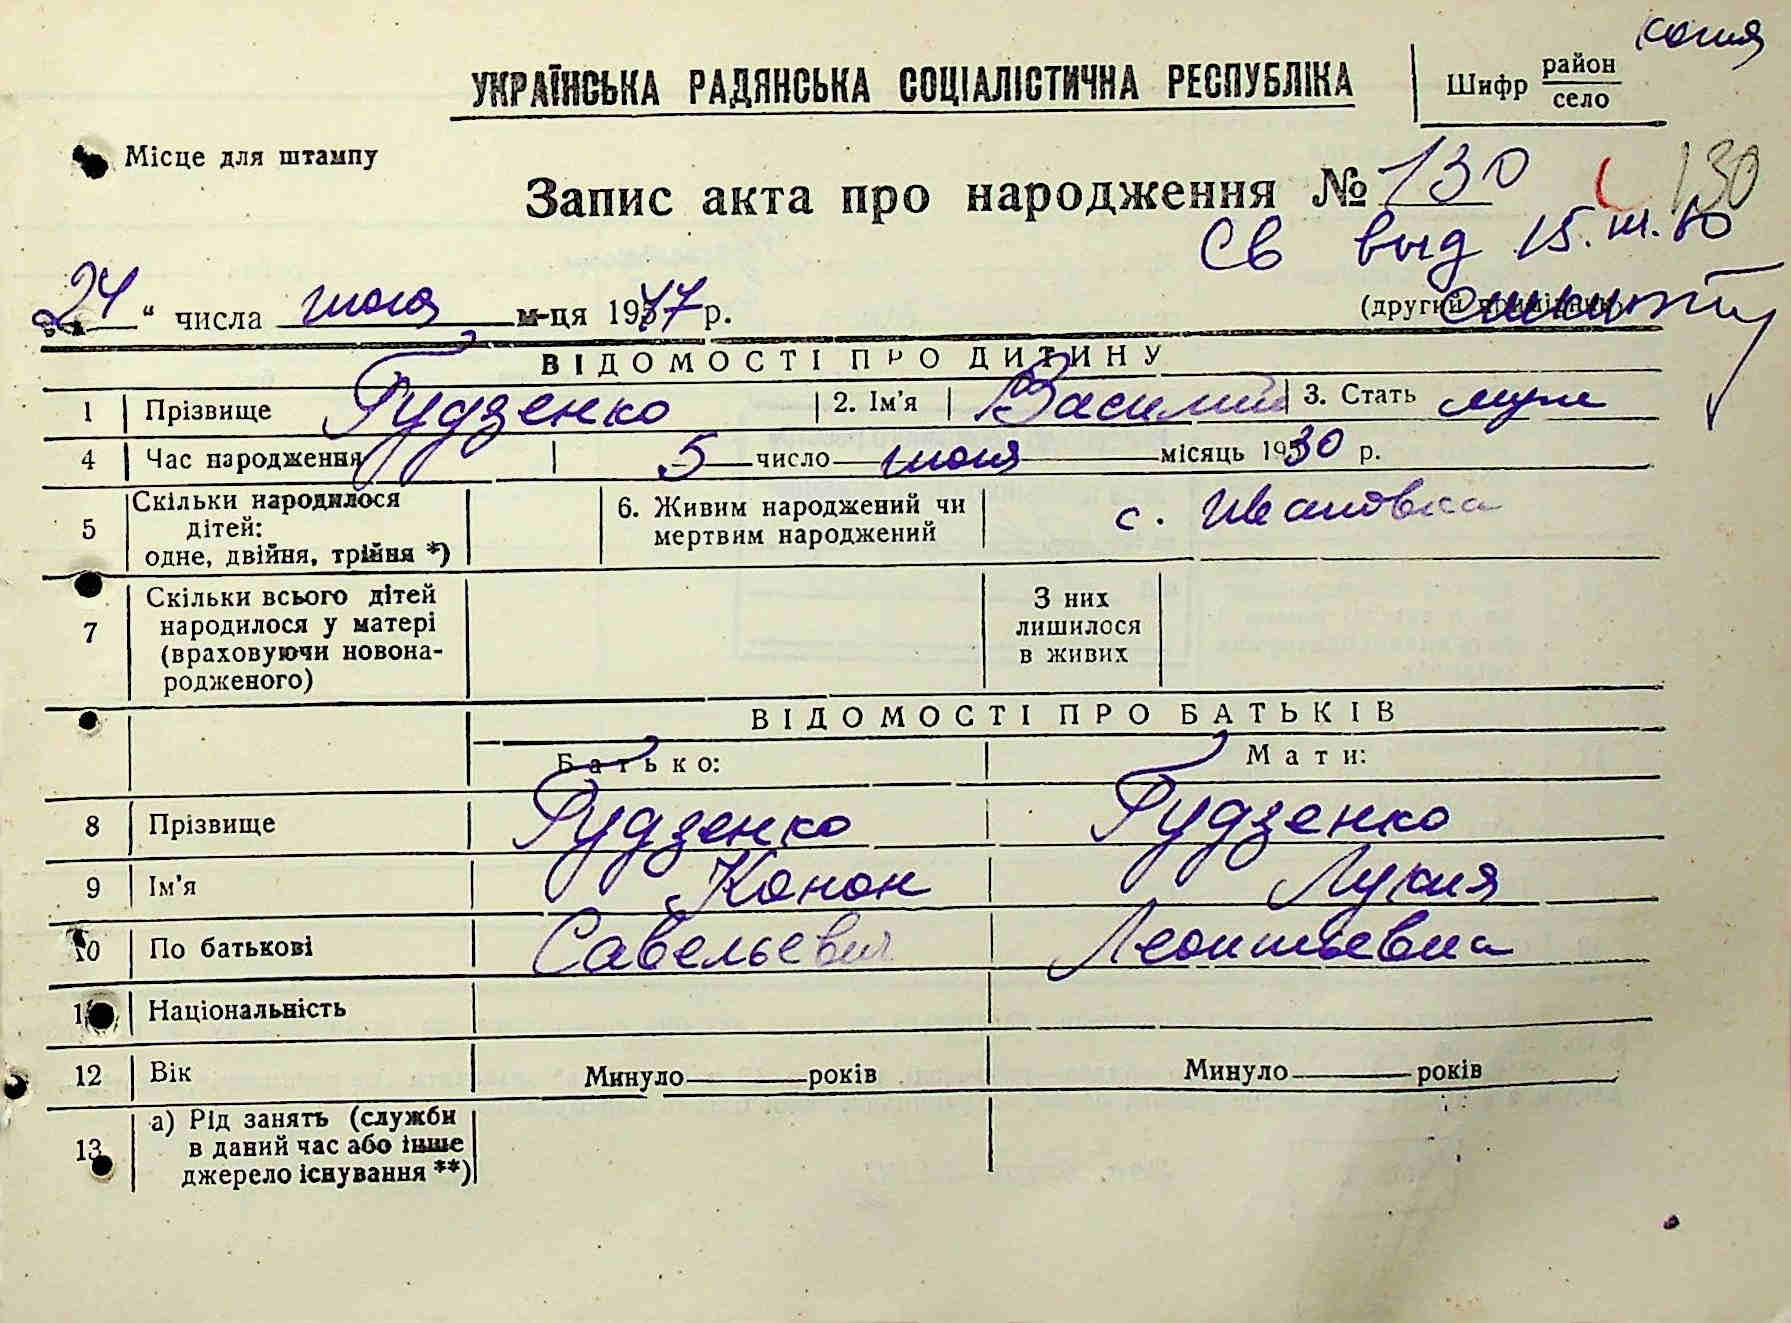 копия
УКРАЇНСЬКА РАДЯНСЬКА СОЦІАЛІСТИЧНА РЕСПУБЛІКА
Шифр район
село
Місце для штампу
Запис акта про народження № 130 130
Св выд 15.III.
24 " числа июля м-ця 1947 р. (другий примірник)
ВІДОМОСТІ ПРО ДИТИНУ
1 Прізвище Гудзенко 2. Ім'я Василий 3. Стать муж
4 Час народження 5 число июля місяць 1930 р.
5 Скільки народилося дітей: одне, двійня, трійня *) 6. Живим народжений чи мертвим народжений с. Ивановка
7 Скільки всього дітей народилося у матері (враховуючи новонародженого) З них лишилося в живих
ВІДОМОСТІ ПРО БАТЬКІВ
Батько: Мати:
8 Прізвище Гудзенко Гудзенко
9 Ім'я Конон Лукия
10 По батькові Савельевич Леонтьевна
11 Національність
12 Вік Минуло років Минуло років
13 а) Рід занять (служби в даний час або інше джерело існування **)